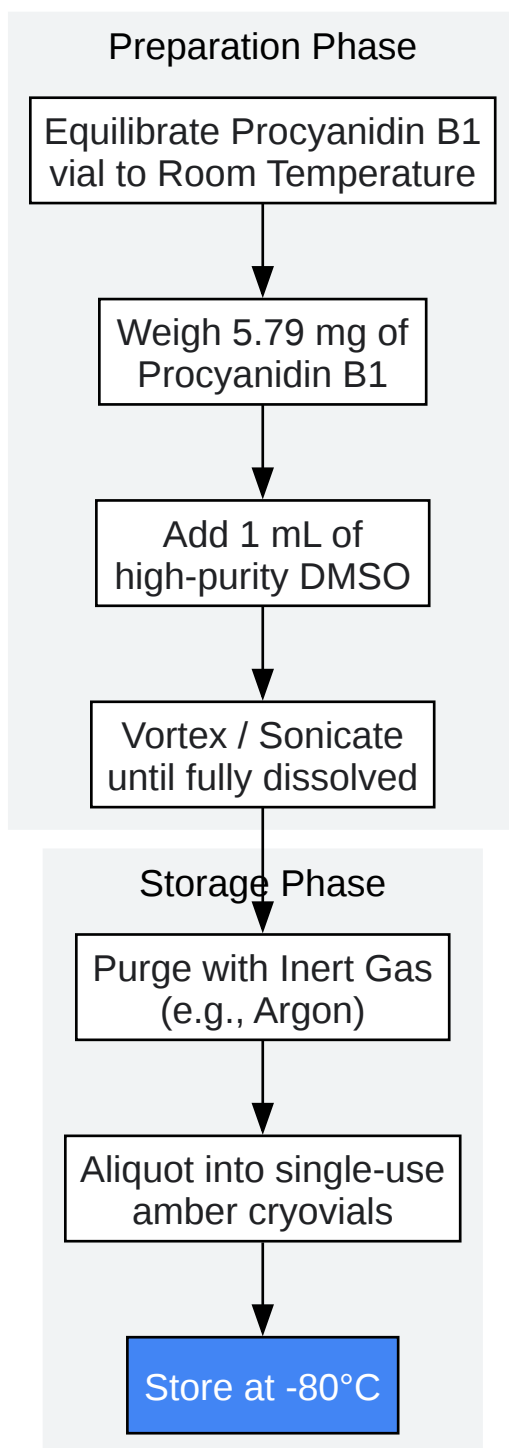 Preparation Phase
Equilibrate Procyanidin B1
vial to Room Temperature
Weigh 5.79 mg of
Procyanidin B1
Add 1 mL of
high-purity DMSO
Vortex / Sonicate
until fully dissolved
Storage Phase
Purge with Inert Gas
(e.g., Argon)
Aliquot into single-use
amber cryovials
Store at -80°C